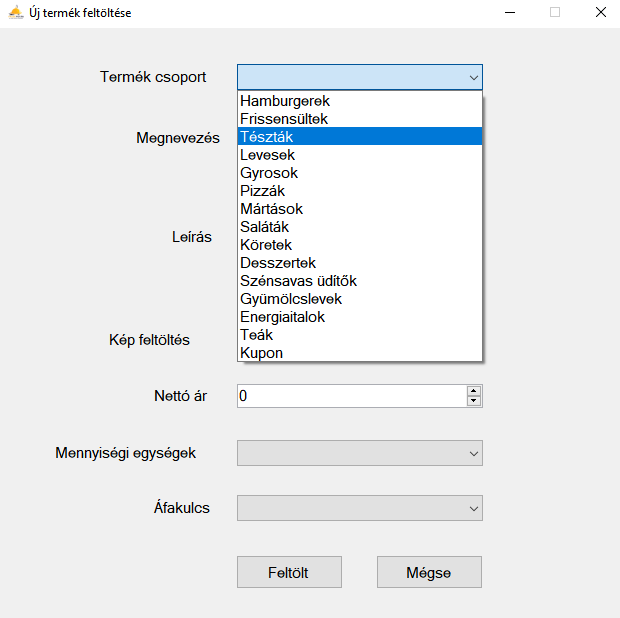 Új termék feltöltése
Termék csoport
Hamburgerek
Frissensültek
Tészták
Levesek
Gyrosok
Pizzák
Mártások
Saláták
Köretek
Desszertek
Szénsavas üdítők
Gyümölcslevek
Energiaitalok
Teák
Kupon
Megnevezés
Leírás
Kép feltöltés
Nettó ár 0
Mennyiségi egységek
Áfakulcs
Feltölt Mégse